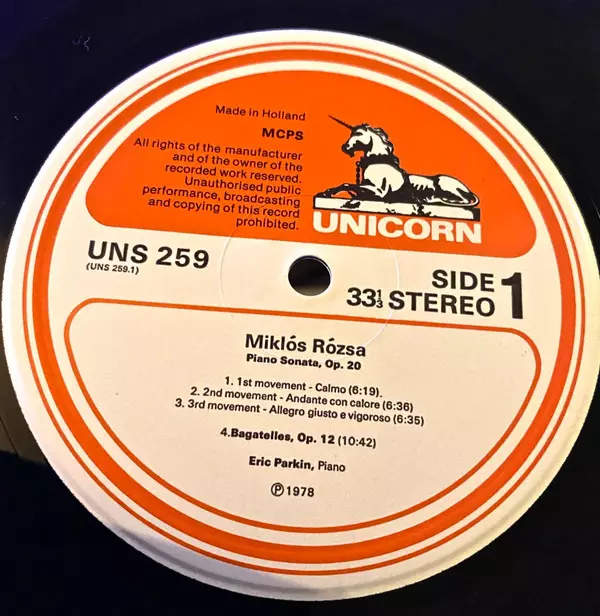 Made in Holland
MCPS
All rights of the manufacturer
and of the owner of the
recorded work reserved.
Unauthorised public
performance, broadcasting
and copying of this record
prohibited.
UNICORN
UNS 259
(UNS 259.1)
SIDE 1
33⅓ STEREO
Miklós Rózsa
Piano Sonata, Op. 20
1. 1st movement - Calmo (6:19).
2. 2nd movement - Andante con calore (6:36)
3. 3rd movement - Allegro giusto e vigoroso (6:35)
4.Bagatelles, Op. 12 (10:42)
Eric Parkin, Piano
Ⓟ1978